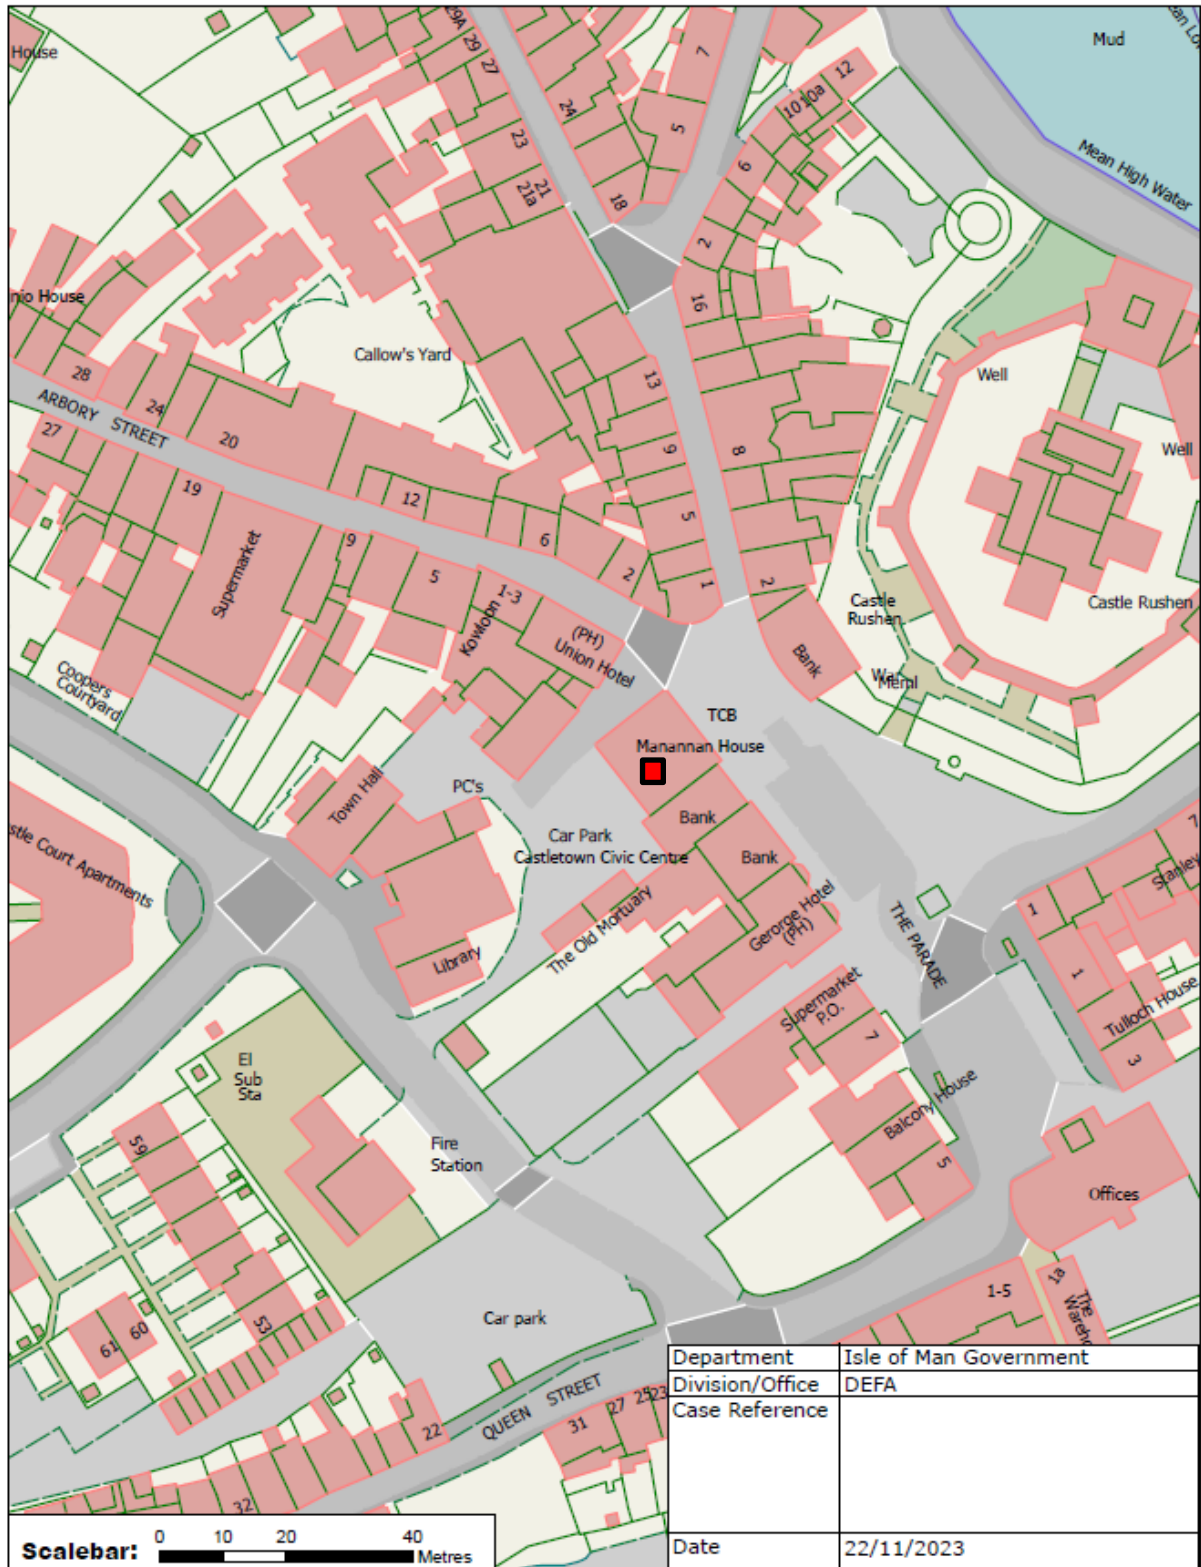 29A
29
27
7
12
Mud
House
24
10
10a
5
23
Mean High Water
21
21a
6
18
2
16
nio House
Callow's Yard
28
13
Well
ARBORY STREET
24
27
20
9
8
Well
19
12
5
Supermarket
9
6
5
2
1
2
Castle
Rushen
Castle Rushen
1-3
Kowloon
(PH)
Union Hotel
Bank
War
Meml
Coopers
Courtyard
TCB
Manannan House
Town Hall
PC's
Bank
Car Park
Castletown Civic Centre
Bank
stle Court Apartments
7
Stanley
The Old Mortuary
Gerorge Hotel
(PH)
THE PARADE
1
Library
1
Supermarket
P.O.
7
Tulloch House
3
El
Sub
Sta
Balcony House
5
59
Fire
Station
Offices
1-5
1a
The
Wareho
Car park
53
60
61
QUEEN STREET
22
31
27
25
23
32
Department Isle of Man Government
Division/Office DEFA
Case Reference
Date 22/11/2023
Scalebar: 0 10 20 40 Metres